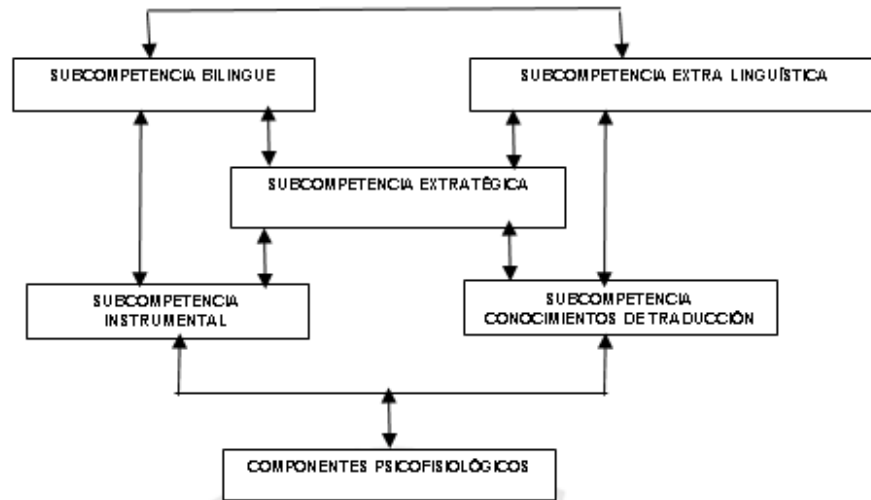 SUBCOMPETENCIA BILINGUE
SUBCOMPETENCIA EXTRA LINGUÍSTICA
SUBCOMPETENCIA EXTRATÉGICA
SUBCOMPETENCIA
INSTRUMENTAL
SUBCOMPETENCIA
CONOCIMIENTOS DE TRADUCCIÓN
COMPONENTES PSICOFISIOLÓGICOS